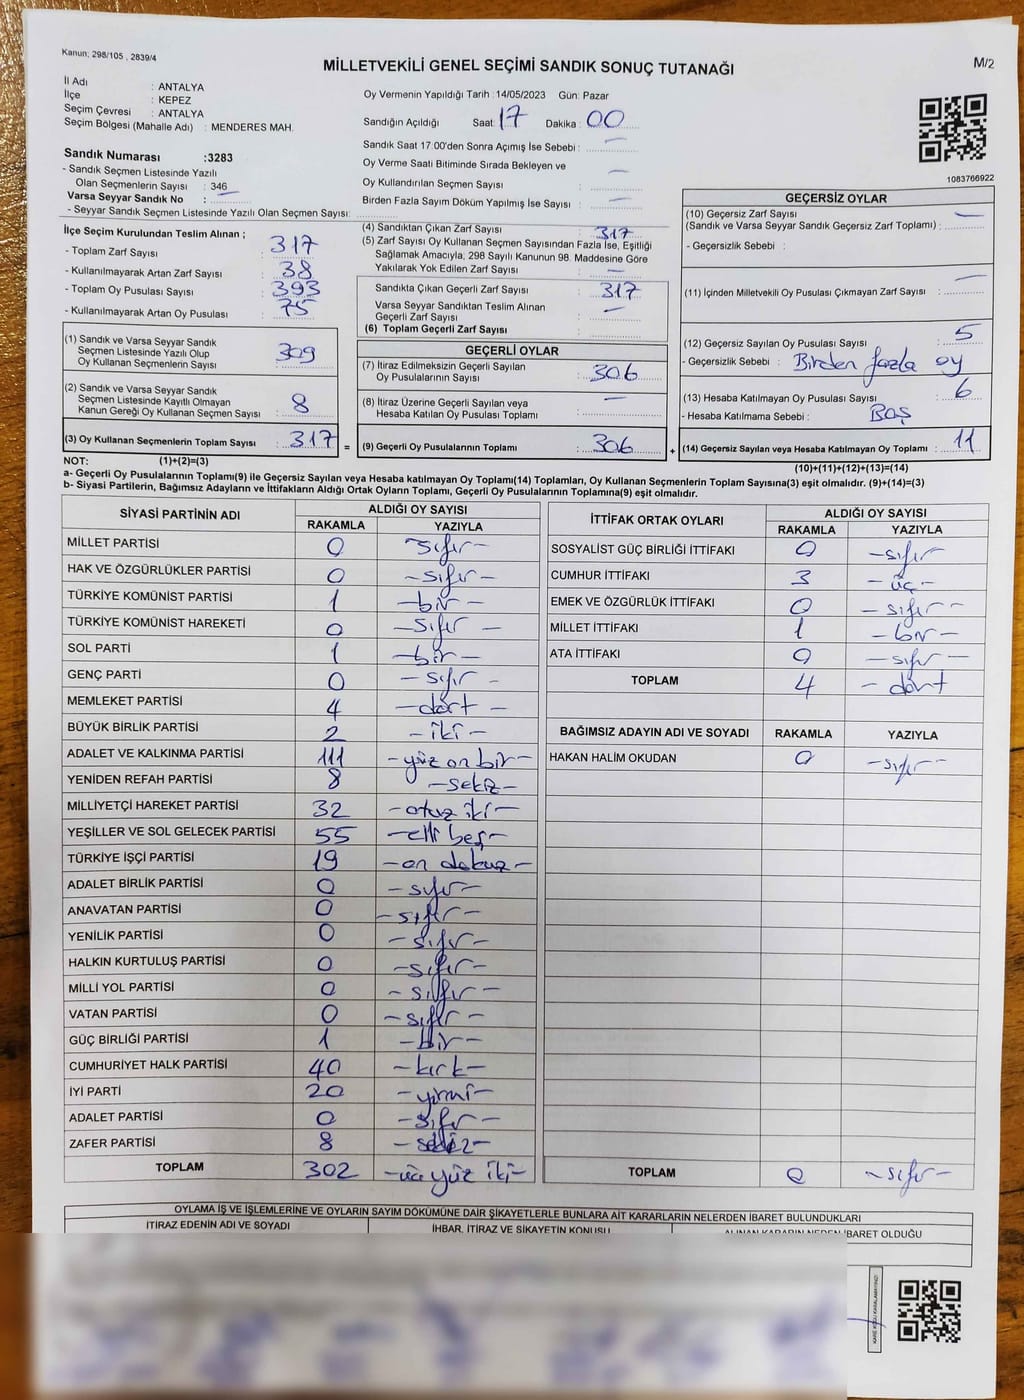 Kanun; 298/105 , 2839/4
MİLLETVEKİLİ GENEL SEÇİMİ SANDIK SONUÇ TUTANAĞI
M/2
İl Adı : ANTALYA
İlçe : KEPEZ
Seçim Çevresi : ANTALYA
Seçim Bölgesi (Mahalle Adı) : MENDERES MAH.
Oy Vermenin Yapıldığı Tarih :14/05/2023 Gün: Pazar
Sandığın Açıldığı Saat : 17 Dakika : 00
Sandık Saat 17:00'den Sonra Açımış İse Sebebi : —
Oy Verme Saati Bitiminde Sırada Bekleyen ve
Oy Kullandırılan Seçmen Sayısı : —
Birden Fazla Sayım Döküm Yapılmış İse Sayısı : —
1083766922
Sandık Numarası :3283
- Sandık Seçmen Listesinde Yazılı
Olan Seçmenlerin Sayısı : 346
Varsa Seyyar Sandık No : —
- Seyyar Sandık Seçmen Listesinde Yazılı Olan Seçmen Sayısı:
İlçe Seçim Kurulundan Teslim Alınan ;
- Toplam Zarf Sayısı : 317
- Kullanılmayarak Artan Zarf Sayısı : 38
- Toplam Oy Pusulası Sayısı : 393
- Kullanılmayarak Artan Oy Pusulası : 75
(1) Sandık ve Varsa Seyyar Sandık
Seçmen Listesinde Yazılı Olup
Oy Kullanan Seçmenlerin Sayısı : 309
(2) Sandık ve Varsa Seyyar Sandık
Seçmen Listesinde Kayıtlı Olmayan
Kanun Gereği Oy Kullanan Seçmen Sayısı : 8
(3) Oy Kullanan Seçmenlerin Toplam Sayısı : 317 =
(4) Sandıktan Çıkan Zarf Sayısı : 317
(5) Zarf Sayısı Oy Kullanan Seçmen Sayısından Fazla İse, Eşitliği
Sağlamak Amacıyla, 298 Sayılı Kanunun 98. Maddesine Göre
Yakılarak Yok Edilen Zarf Sayısı : —
Sandıkta Çıkan Geçerli Zarf Sayısı : 317
Varsa Seyyar Sandıktan Teslim Alınan
Geçerli Zarf Sayısı : —
(6) Toplam Geçerli Zarf Sayısı :
GEÇERLİ OYLAR
(7) İtiraz Edilmeksizin Geçerli Sayılan
Oy Pusulalarının Sayısı : 306
(8) İtiraz Üzerine Geçerli Sayılan veya
Hesaba Katılan Oy Pusulası Toplamı : —
(9) Geçerli Oy Pusulalarının Toplamı : 306 +
GEÇERSİZ OYLAR
(10) Geçersiz Zarf Sayısı
(Sandık ve Varsa Seyyar Sandık Geçersiz Zarf Toplamı) : —
- Geçersizlik Sebebi :
(11) İçinden Milletvekili Oy Pusulası Çıkmayan Zarf Sayısı : —
(12) Geçersiz Sayılan Oy Pusulası Sayısı : 5
- Geçersizlik Sebebi : Birden fazla oy
(13) Hesaba Katılmayan Oy Pusulası Sayısı : 6
- Hesaba Katılmama Sebebi : BOŞ
(14) Geçersiz Sayılan veya Hesaba Katılmayan Oy Toplamı : 11
NOT: (1)+(2)=(3)
(10)+(11)+(12)+(13)=(14)
a- Geçerli Oy Pusulalarının Toplamı(9) ile Geçersiz Sayılan veya Hesaba katılmayan Oy Toplamı(14) Toplamları, Oy Kullanan Seçmenlerin Toplam Sayısına(3) eşit olmalıdır. (9)+(14)=(3)
b- Siyasi Partilerin, Bağımsız Adayların ve İttifakların Aldığı Ortak Oyların Toplamı, Geçerli Oy Pusulalarının Toplamına(9) eşit olmalıdır.
SİYASİ PARTİNİN ADI ALDIĞI OY SAYISI
RAKAMLA YAZIYLA
MİLLET PARTİSİ 0 sıfır-
HAK VE ÖZGÜRLÜKLER PARTİSİ 0 -sıfır-
TÜRKİYE KOMÜNİST PARTİSİ 1 -bir-
TÜRKİYE KOMÜNİST HAREKETİ 0 -sıfır-
SOL PARTİ 1 -bir-
GENÇ PARTİ 0 -sıfır-
MEMLEKET PARTİSİ 4 -dört-
BÜYÜK BİRLİK PARTİSİ 2 -iki-
ADALET VE KALKINMA PARTİSİ 111 -yüz on bir-
YENİDEN REFAH PARTİSİ 8 -sekiz-
MİLLİYETÇİ HAREKET PARTİSİ 32 -otuz iki-
YEŞİLLER VE SOL GELECEK PARTİSİ 55 -elli beş-
TÜRKİYE İŞÇİ PARTİSİ 19 -on dokuz-
ADALET BİRLİK PARTİSİ 0 -sıfır-
ANAVATAN PARTİSİ 0 -sıfır-
YENİLİK PARTİSİ 0 -sıfır-
HALKIN KURTULUŞ PARTİSİ 0 -sıfır-
MİLLİ YOL PARTİSİ 0 -sıfır-
VATAN PARTİSİ 0 -sıfır-
GÜÇ BİRLİĞİ PARTİSİ 1 -bir-
CUMHURİYET HALK PARTİSİ 40 -kırk-
İYİ PARTİ 20 -yirmi-
ADALET PARTİSİ 0 -sıfır-
ZAFER PARTİSİ 8 -sekiz-
TOPLAM 302 -üç yüz iki-
İTTİFAK ORTAK OYLARI ALDIĞI OY SAYISI
RAKAMLA YAZIYLA
SOSYALİST GÜÇ BİRLİĞİ İTTİFAKI 0 -sıfır
CUMHUR İTTİFAKI 3 -üç-
EMEK VE ÖZGÜRLÜK İTTİFAKI 0 -sıfır-
MİLLET İTTİFAKI 1 -bir-
ATA İTTİFAKI 0 -sıfır-
TOPLAM 4 -dört
BAĞIMSIZ ADAYIN ADI VE SOYADI RAKAMLA YAZIYLA
HAKAN HALİM OKUDAN 0 -sıfır-
TOPLAM 0 -sıfır-
OYLAMA İŞ VE İŞLEMLERİNE VE OYLARIN SAYIM DÖKÜMÜNE DAİR ŞİKAYETLERLE BUNLARA AİT KARARLARIN NELERDEN İBARET BULUNDUKLARI
İTİRAZ EDENİN ADI VE SOYADI İHBAR, İTİRAZ VE ŞİKAYETİN KONUSU ALINAN KARARIN NEDEN İBARET OLDUĞU